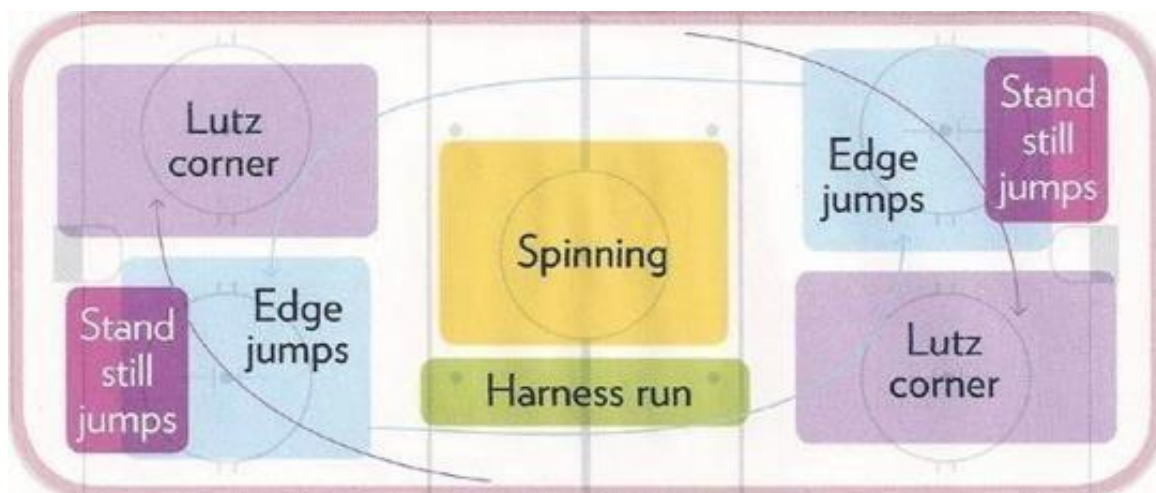 Lutz
corner
Edge
jumps
Stand
still
jumps
Spinning
Stand
still
jumps
Edge
jumps
Harness run
Lutz
corner